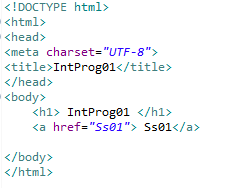 <!DOCTYPE html>
<html>
<head>
<meta charset="UTF-8">
<title>IntProg01</title>
</head>
<body>
    <h1> IntProg01 </h1>
    <a href="Ss01"> Ss01</a>

</body>
</html>